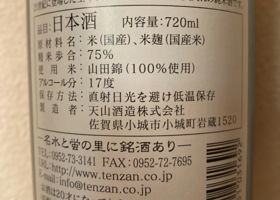 品目:日本酒 内容量:720ml
原材料名:米(国産)、米麹(国産米)
精米歩合:75%
使用米:山田錦(100%使用)
アルコール分:17度
保存方法:直射日光を避け低温保存
製造者:天山酒造株式会社
佐賀県小城市小城町岩蔵1520
―名水と蛍の里に銘酒あり―
TEL:0952-73-3141 FAX:0952-72-7695
http://www.tenzan.co.jp
E-mail:info@tenzan.co.jp